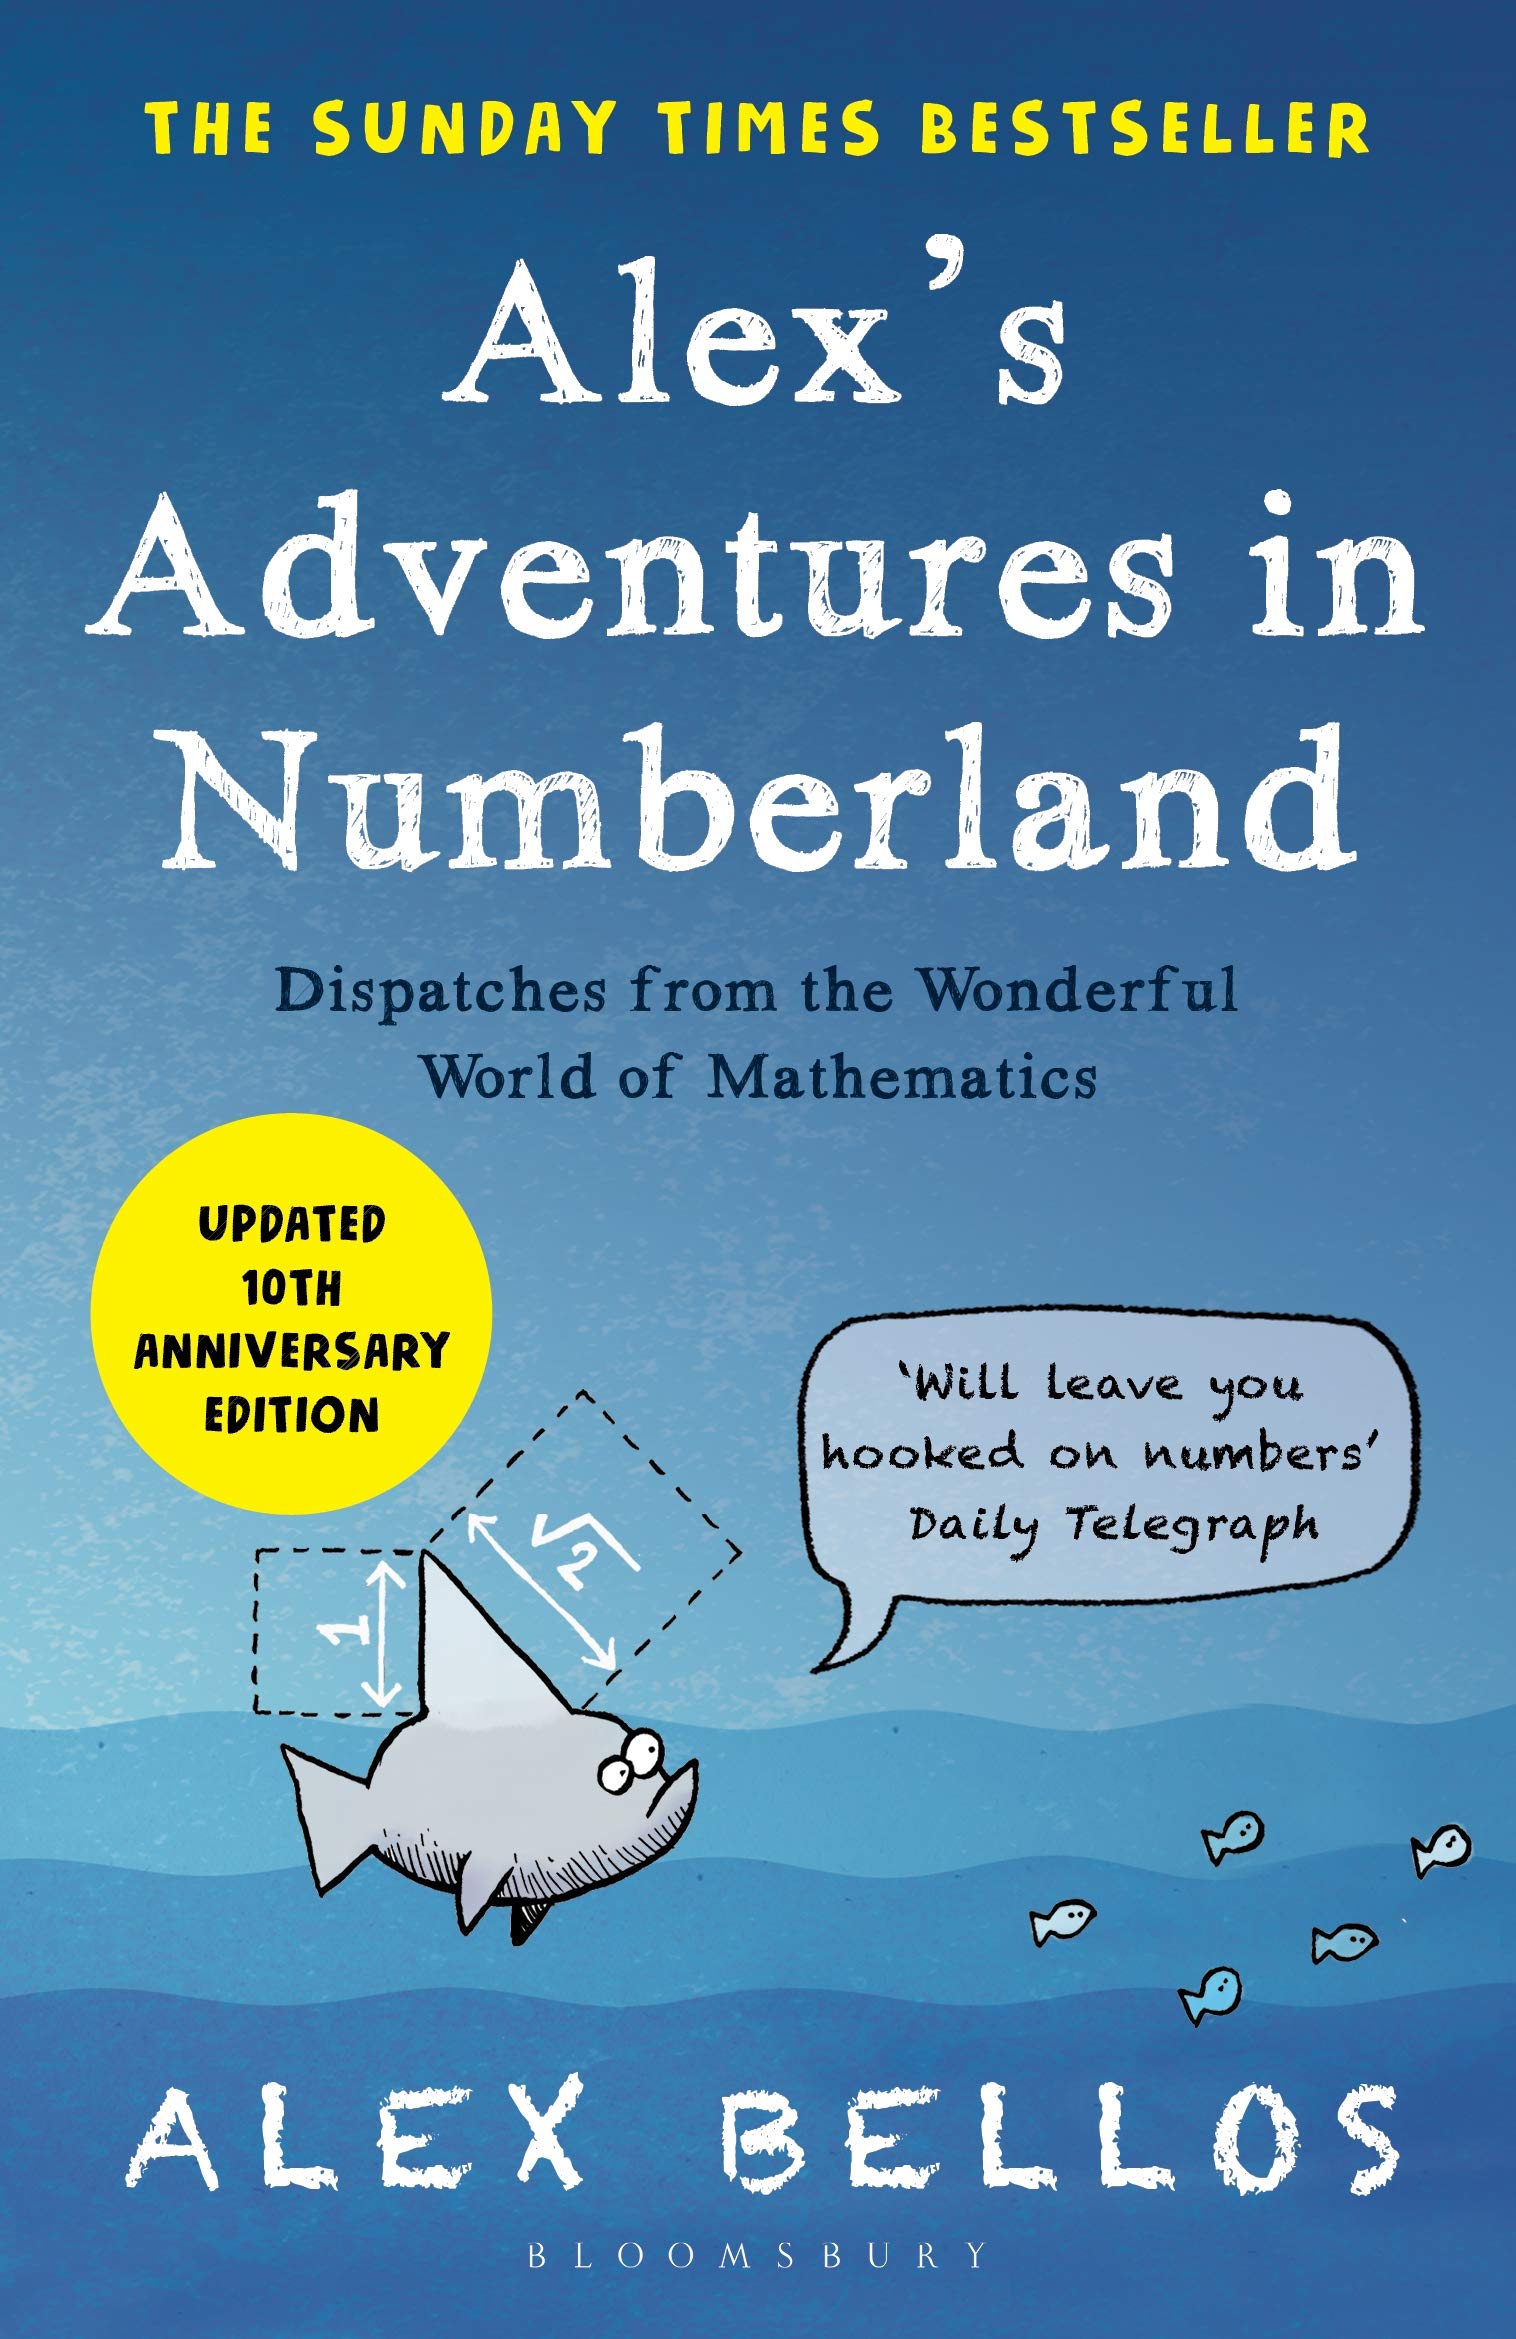 THE SUNDAY TIMES BESTSELLER
Alex’s
Adventures in
Numberland
Dispatches from the Wonderful
World of Mathematics
UPDATED
10TH
ANNIVERSARY
EDITION
‘Will leave you
hooked on numbers’
Daily Telegraph
√2
1
ALEX BELLOS
BLOOMSBURY